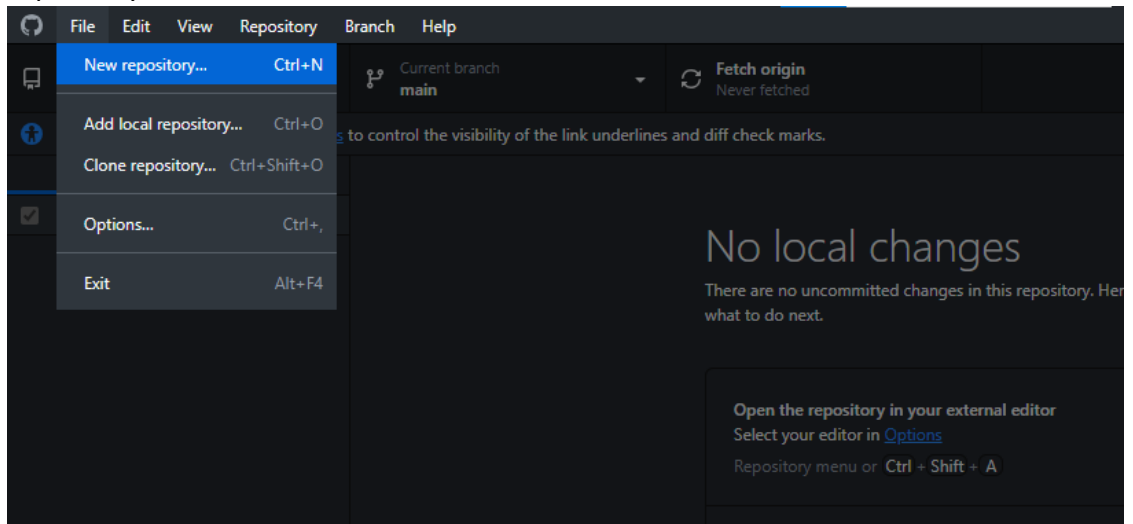 File Edit View Repository Branch Help
New repository... Ctrl+N
Add local repository... Ctrl+O
Clone repository... Ctrl+Shift+O
Options... Ctrl+,
Exit Alt+F4
Current branch
main
Fetch origin
Never fetched
to control the visibility of the link underlines and diff check marks.
No local changes
There are no uncommitted changes in this repository.
what to do next.
Open the repository in your external editor
Select your editor in Options
Repository menu or Ctrl + Shift + A